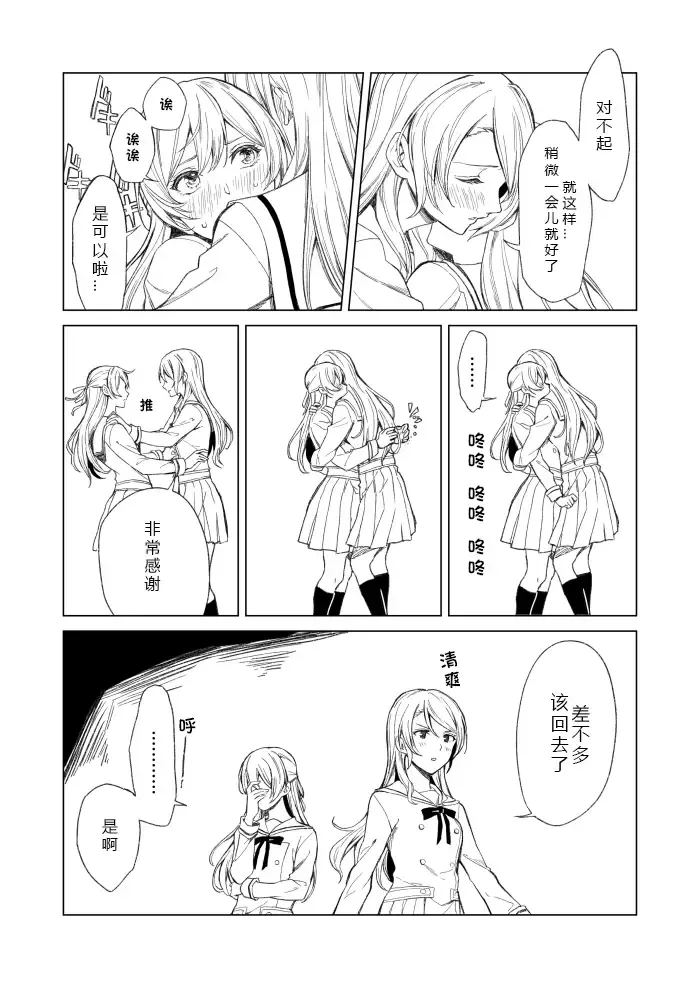 对不起
就这样…
稍微一会儿就好了
诶
诶诶
是可以啦…
……
咚咚
咚咚
咚咚
推
非常感谢
差不多
该回去了
清爽
呼
………
是啊